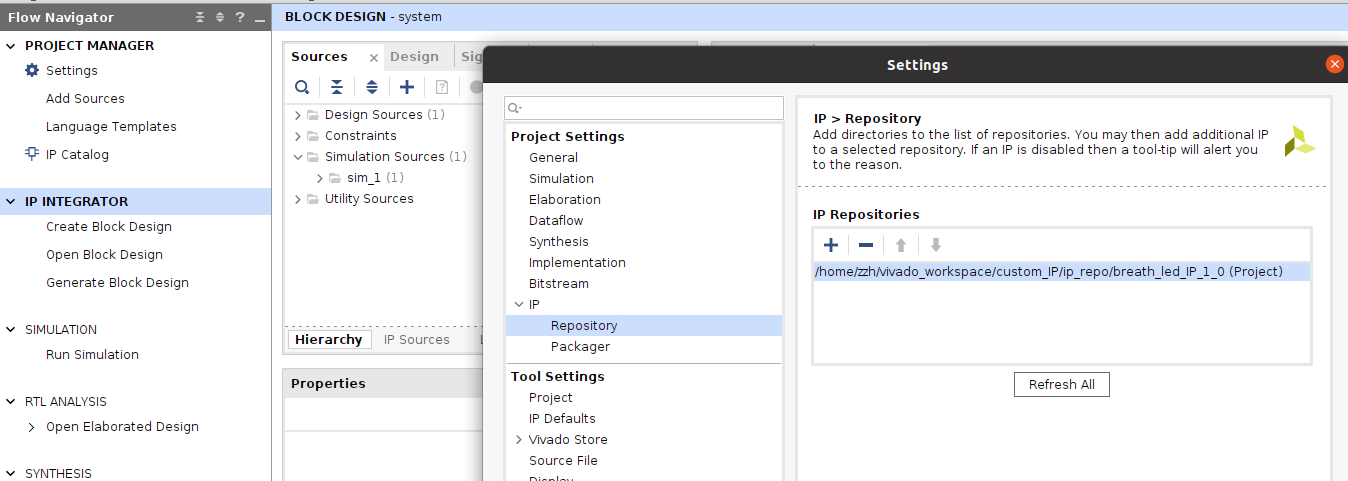 Flow Navigator
?
PROJECT MANAGER
Settings
Add Sources
Language Templates
IP Catalog
IP INTEGRATOR
Create Block Design
Open Block Design
Generate Block Design
SIMULATION
Run Simulation
RTL ANALYSIS
Open Elaborated Design
SYNTHESIS
BLOCK DESIGN - system
Sources
Design
Sig
?
Design Sources (1)
Constraints
Simulation Sources (1)
sim_1 (1)
Utility Sources
Hierarchy
IP Sources
Properties
Settings
Project Settings
General
Simulation
Elaboration
Dataflow
Synthesis
Implementation
Bitstream
IP
Repository
Packager
Tool Settings
Project
IP Defaults
Vivado Store
Source File
Display
IP > Repository
Add directories to the list of repositories. You may then add additional IP
to a selected repository. If an IP is disabled then a tool-tip will alert you
to the reason.
IP Repositories
/home/zzh/vivado_workspace/custom_IP/ip_repo/breath_led_IP_1_0 (Project)
Refresh All